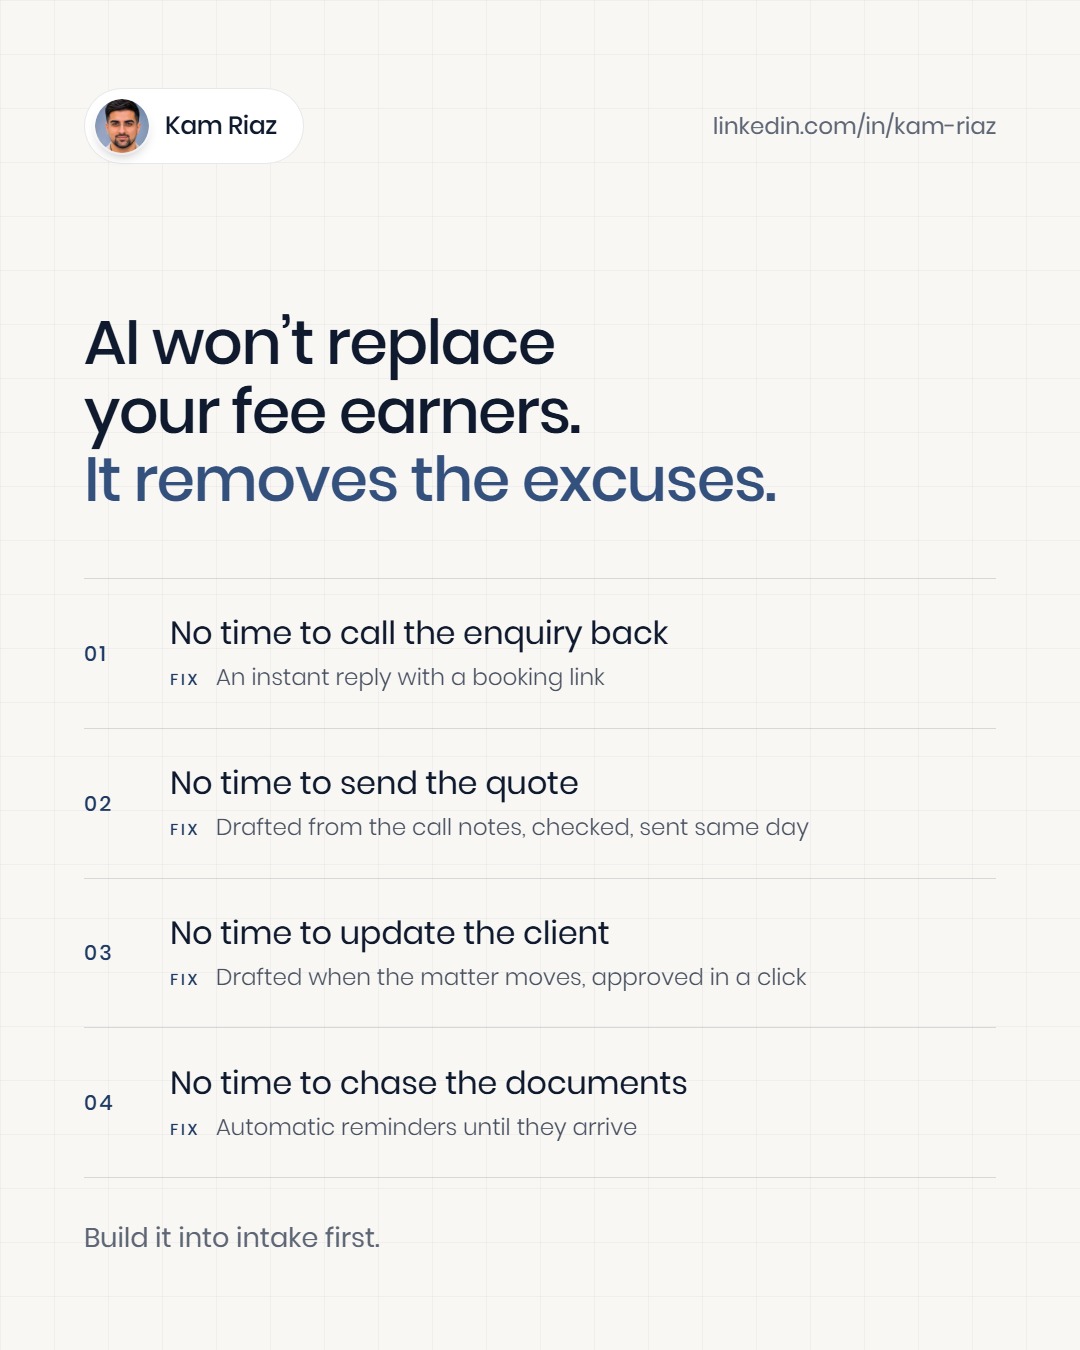 Kam Riaz
linkedin.com/in/kam-riaz
AI won’t replace
your fee earners.
It removes the excuses.
01
No time to call the enquiry back
FIX An instant reply with a booking link
02
No time to send the quote
FIX Drafted from the call notes, checked, sent same day
03
No time to update the client
FIX Drafted when the matter moves, approved in a click
04
No time to chase the documents
FIX Automatic reminders until they arrive
Build it into intake first.